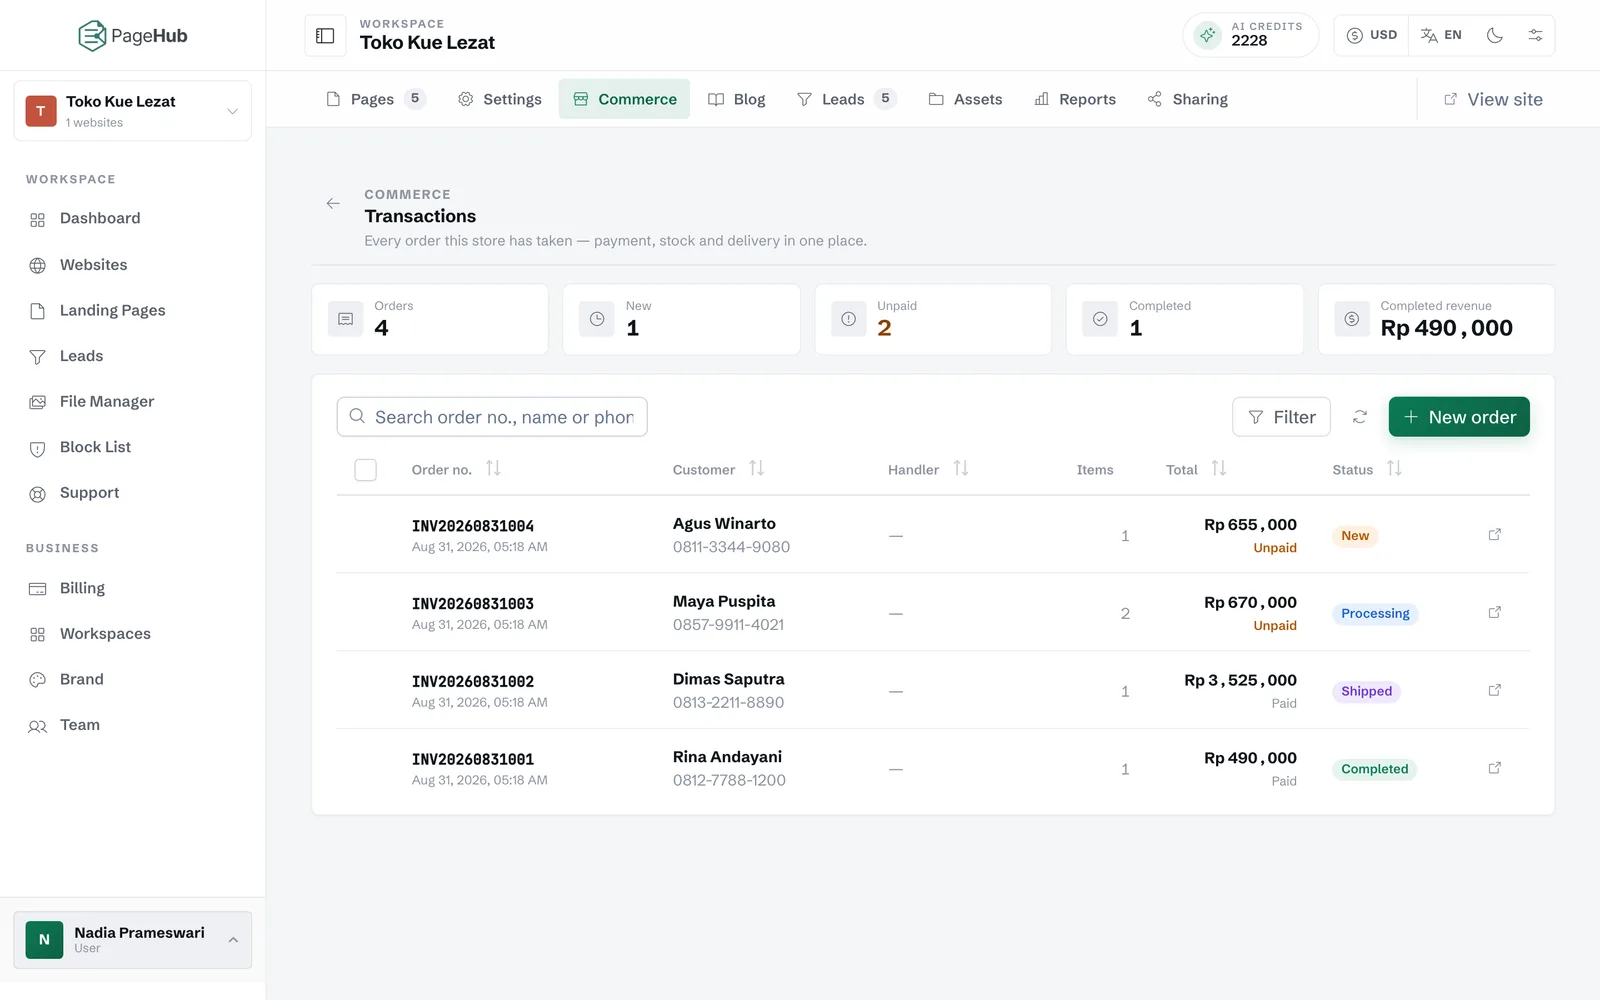 PageHub
WORKSPACE
Toko Kue Lezat
AI CREDITS
2228
USD
EN
T
Toko Kue Lezat
1 websites
Pages 5
Settings
Commerce
Blog
Leads 5
Assets
Reports
Sharing
View site
WORKSPACE
Dashboard
Websites
Landing Pages
Leads
File Manager
Block List
Support
BUSINESS
Billing
Workspaces
Brand
Team
N
Nadia Prameswari
User
COMMERCE
Transactions
Every order this store has taken — payment, stock and delivery in one place.
Orders
4
New
1
Unpaid
2
Completed
1
Completed revenue
Rp 490,000
Search order no., name or phon
Filter
New order
Order no. Customer Handler Items Total Status
INV20260831004 Agus Winarto — 1 Rp 655,000 New
Aug 31, 2026, 05:18 AM 0811-3344-9080 Unpaid
INV20260831003 Maya Puspita — 2 Rp 670,000 Processing
Aug 31, 2026, 05:18 AM 0857-9911-4021 Unpaid
INV20260831002 Dimas Saputra — 1 Rp 3,525,000 Shipped
Aug 31, 2026, 05:18 AM 0813-2211-8890 Paid
INV20260831001 Rina Andayani — 1 Rp 490,000 Completed
Aug 31, 2026, 05:18 AM 0812-7788-1200 Paid